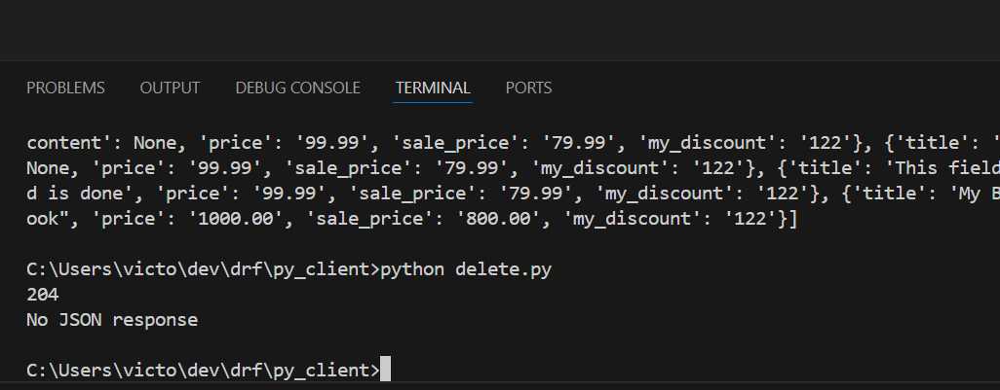 PROBLEMS OUTPUT DEBUG CONSOLE TERMINAL PORTS
content': None, 'price': '99.99', 'sale_price': '79.99', 'my_discount': '122'}, {'title': '
None, 'price': '99.99', 'sale_price': '79.99', 'my_discount': '122'}, {'title': 'This field
d is done', 'price': '99.99', 'sale_price': '79.99', 'my_discount': '122'}, {'title': 'My B
ook", 'price': '1000.00', 'sale_price': '800.00', 'my_discount': '122'}]
C:\Users\victo\dev\drf\py_client>python delete.py
204
No JSON response
C:\Users\victo\dev\drf\py_client>